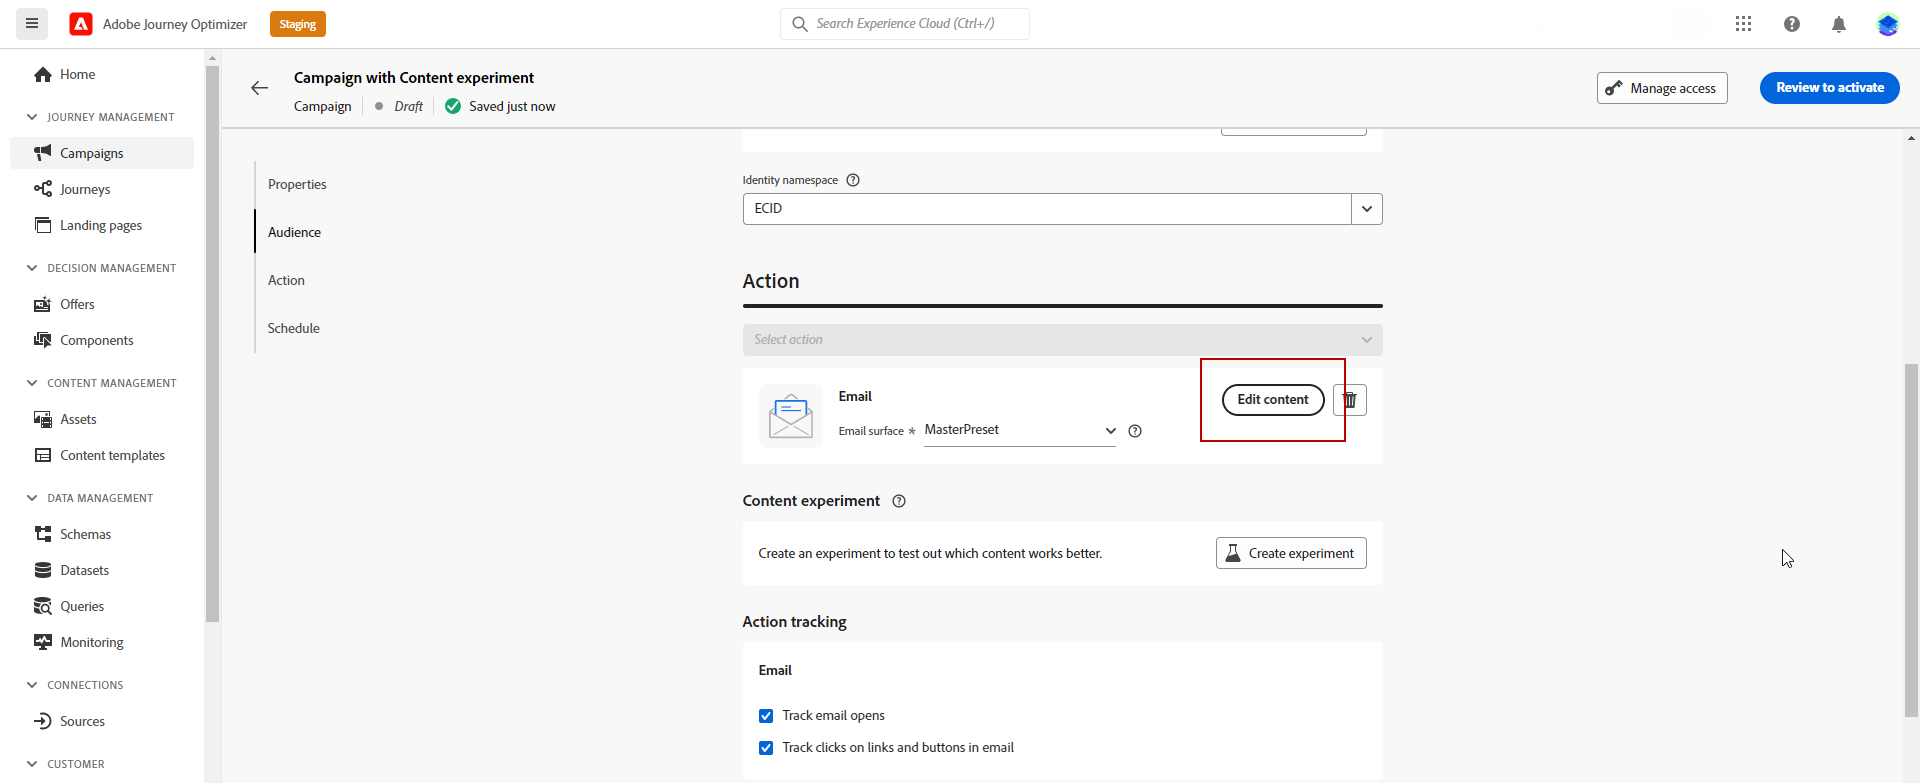 Adobe Journey Optimizer
Staging
Search Experience Cloud (Ctrl+/)
Home
JOURNEY MANAGEMENT
Campaigns
Journeys
Landing pages
DECISION MANAGEMENT
Offers
Components
CONTENT MANAGEMENT
Assets
Content templates
DATA MANAGEMENT
Schemas
Datasets
Queries
Monitoring
CONNECTIONS
Sources
CUSTOMER
Campaign with Content experiment
Campaign
Draft
Saved just now
Manage access
Review to activate
Properties
Audience
Action
Schedule
Identity namespace
ECID
Action
Select action
Email
Email surface *
MasterPreset
Edit content
Content experiment
Create an experiment to test out which content works better.
Create experiment
Action tracking
Email
Track email opens
Track clicks on links and buttons in email